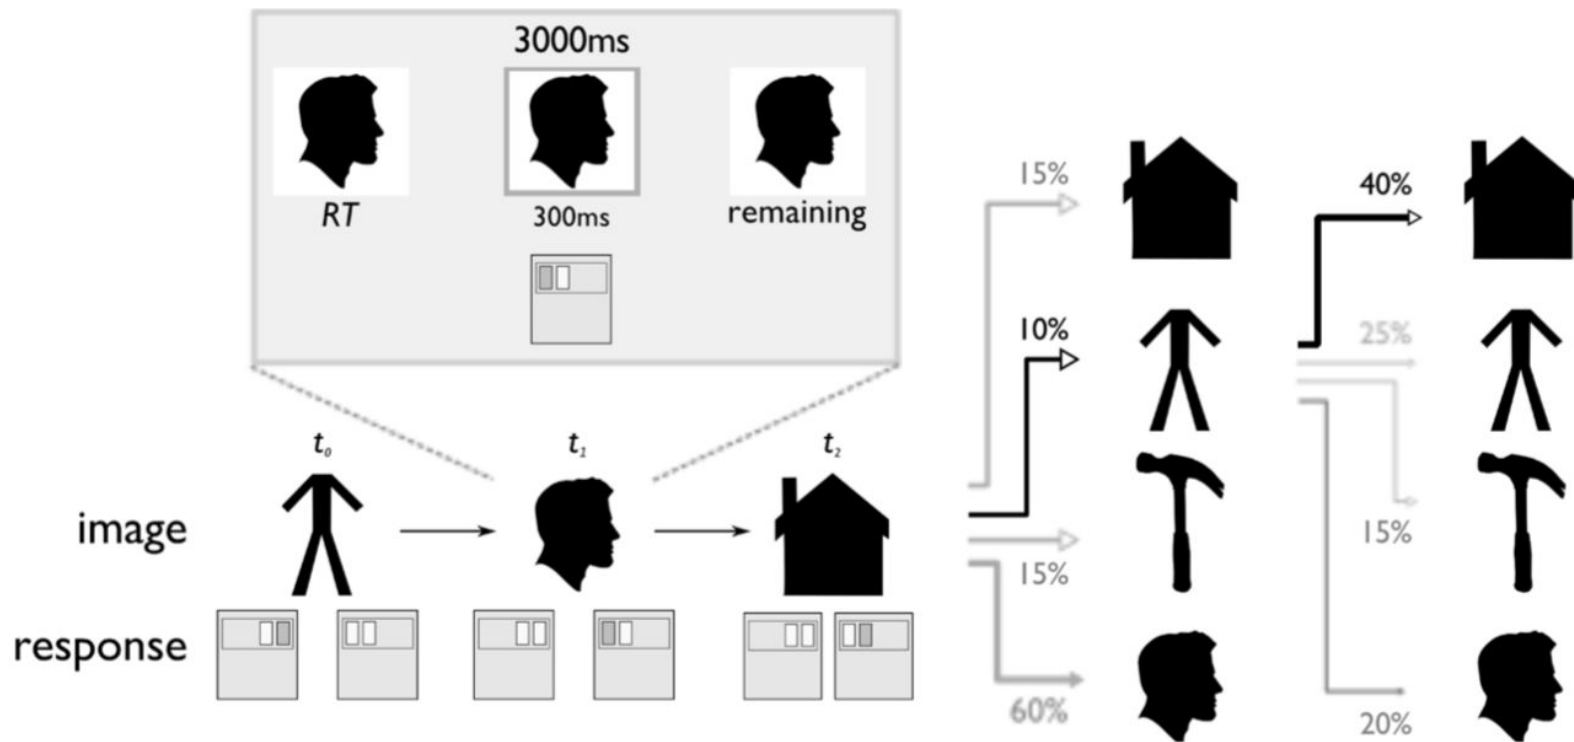 3000ms
RT
300ms
remaining
t₀
t₁
t₂
image
response
15%
10%
15%
60%
40%
25%
15%
20%